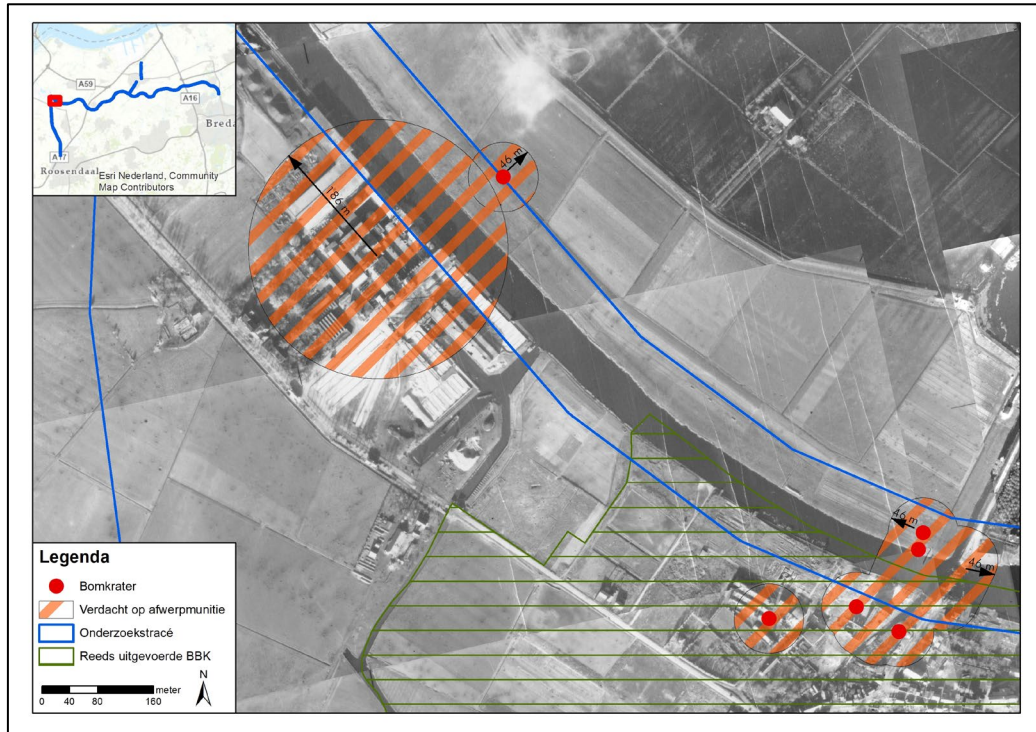 A59
A16
Breda
A17
Roosendaal
Esri Nederland, Community
Map Contributors
186 m
46 m
46 m
46 m
Legenda
Bomkrater
Verdacht op afwerpmunitie
Onderzoekstracé
Reeds uitgevoerde BBK
N
meter
0 40 80 160